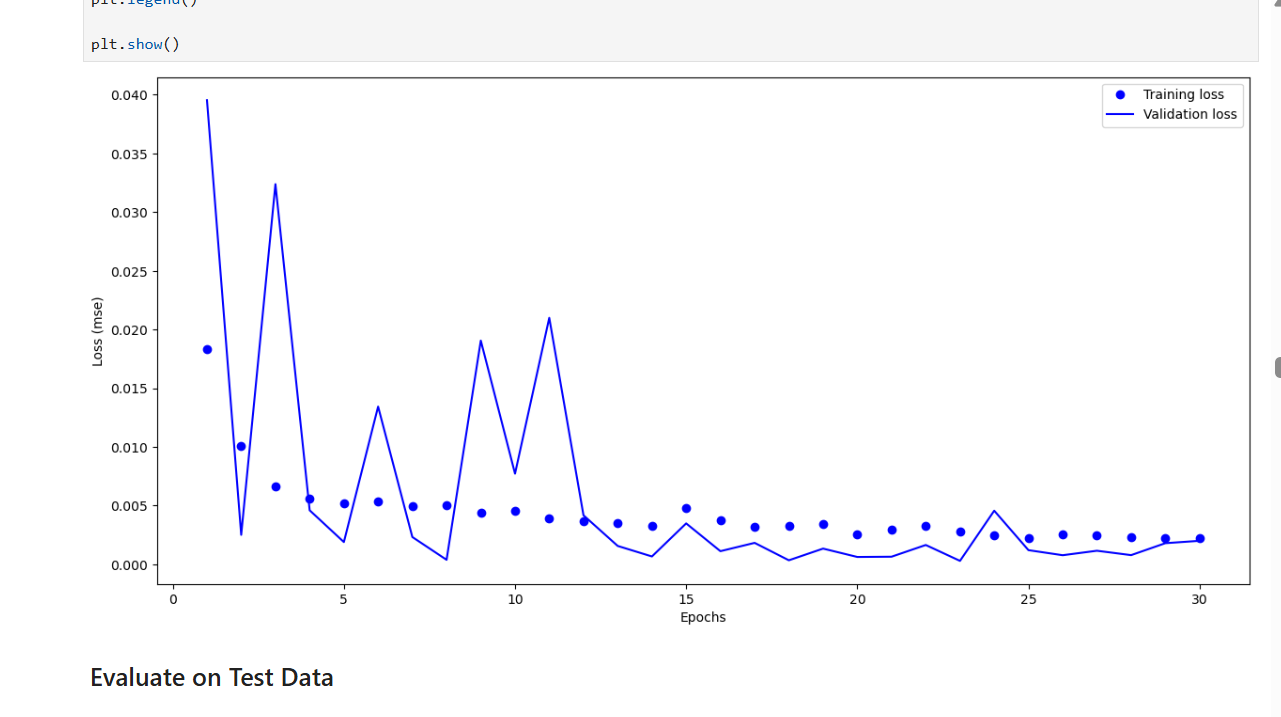 plt.legend()
plt.show()
0.040
0.035
0.030
0.025
0.020
0.015
0.010
0.005
0.000
Loss (mse)
Training loss
Validation loss
0 5 10 15 20 25 30
Epochs
Evaluate on Test Data